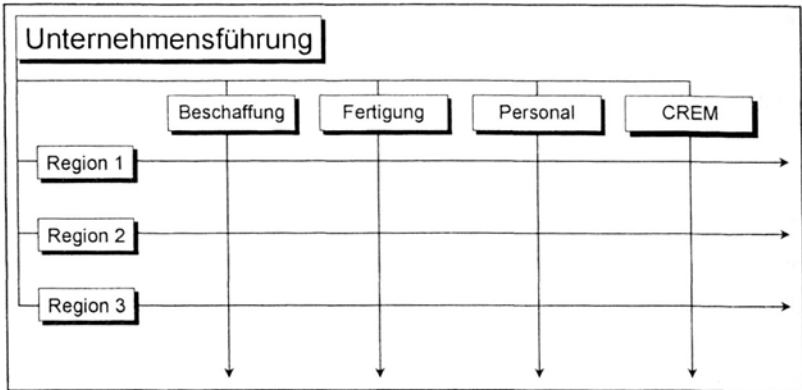 Unternehmensführung
Beschaffung
Fertigung
Personal
CREM
Region 1
Region 2
Region 3